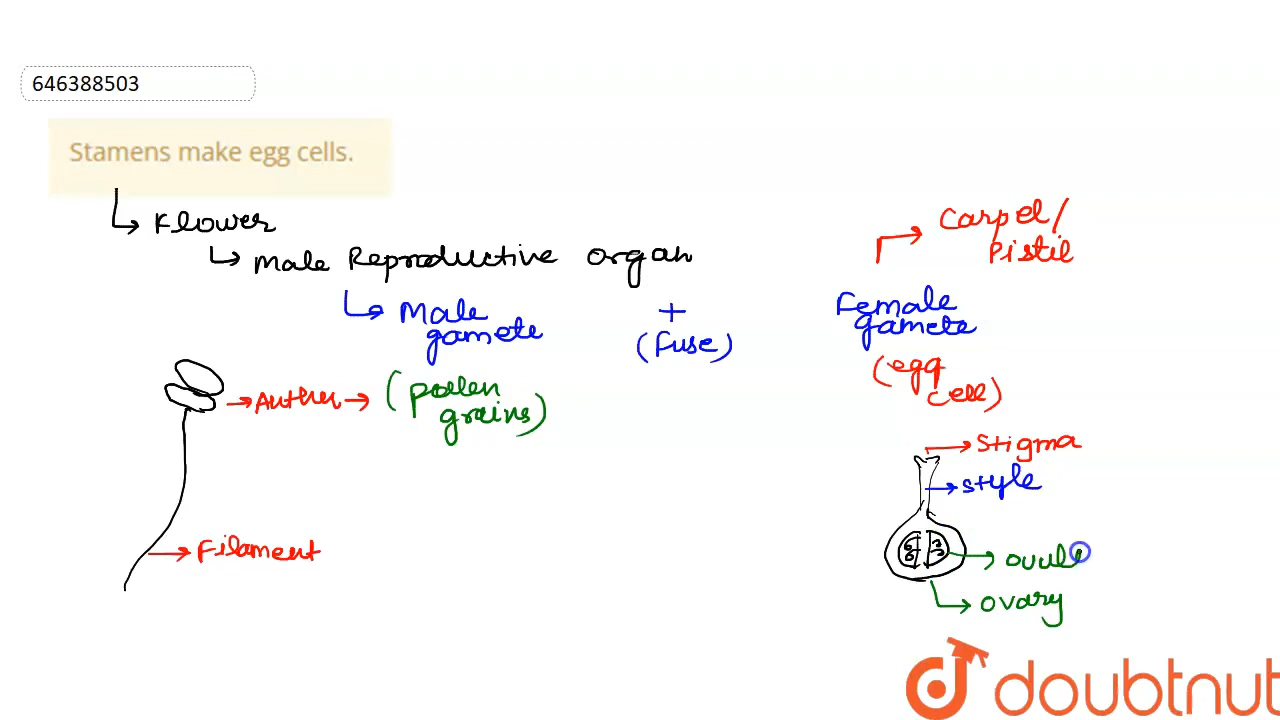 646388503
Stamens make egg cells.
Flower
Male Reproductive Organ
Male
gamete
+
(Fuse)
Female
gamete
Carpel/
Pistil
(egg
cell)
Anther
(pollen
grains)
Filament
Stigma
style
ovule
ovary
doubtnut